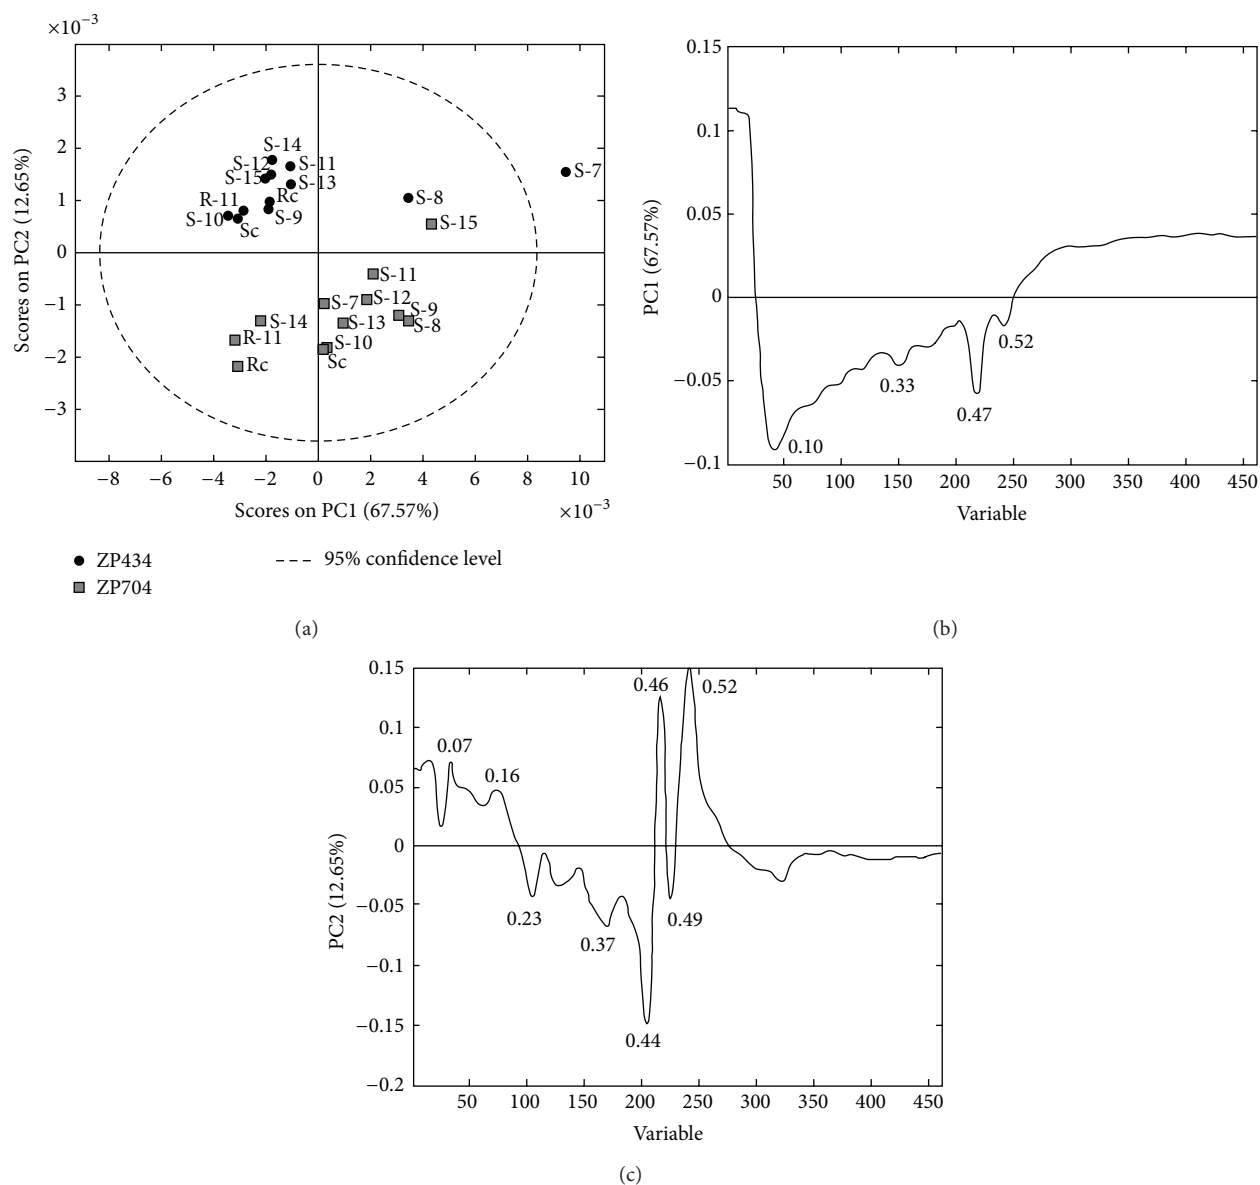 ×10−3
3
2
1
0
−1
−2
−3
Scores on PC2 (12.65%)
S-14
S-12
S-11
S-15
S-13
R-11
Rc
S-10
S-9
Sc
S-7
S-8
S-15
S-11
S-7
S-12
S-9
S-14
S-13
S-8
R-11
S-10
Rc
Sc
−8 −6 −4 −2 0 2 4 6 8 10
Scores on PC1 (67.57%)
×10−3
ZP434
ZP704
95% confidence level
(a)
0.15
0.1
0.05
0
−0.05
−0.1
PC1 (67.57%)
0.10
0.33
0.47
0.52
50 100 150 200 250 300 350 400 450
Variable
(b)
0.15
0.1
0.05
0
−0.05
−0.1
−0.15
−0.2
PC2 (12.65%)
0.07
0.16
0.23
0.37
0.44
0.46
0.49
0.52
50 100 150 200 250 300 350 400 450
Variable
(c)